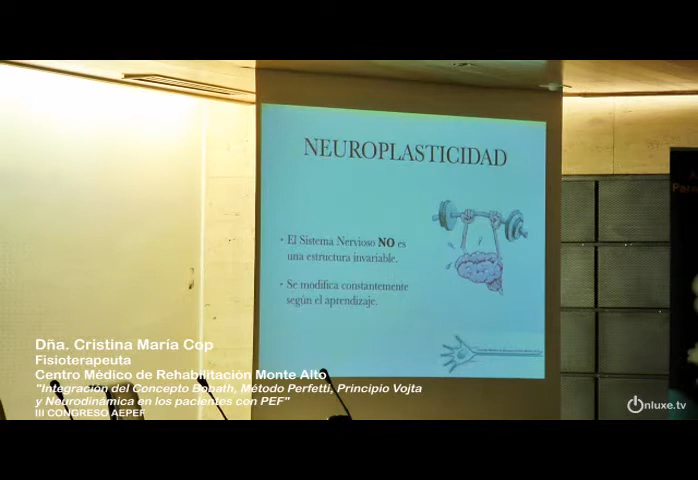 NEUROPLASTICIDAD
• El Sistema Nervioso NO es
una estructura invariable.
• Se modifica constantemente
según el aprendizaje.
Dña. Cristina María Cop
Fisioterapeuta
Centro Médico de Rehabilitación Monte Alto
"Integración del Concepto Bobath, Método Perfetti, Principio Vojta
y Neurodinámica en los pacientes con PEF"
III CONGRESO AEPEF
Onluxe.tv